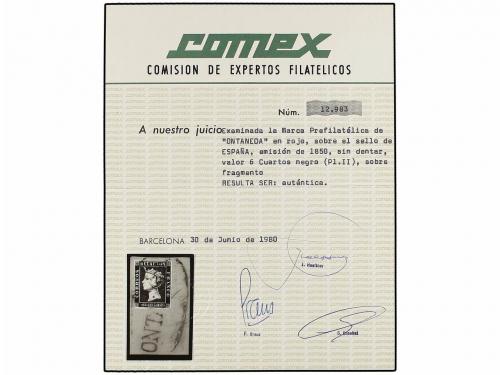 comex
COMISION DE EXPERTOS FILATELICOS
Núm. 12.983
A nuestro juicio Examinada la Marca Prefilatélica de
"ONTANEDA" en rojo, sobre el sello de
ESPAÑA, emisión de 1850, sin dentar,
valor 6 Cuartos negro (Pl.II), sobre
fragmento
RESULTA SER: auténtica.
BARCELONA 30 de Junio de 1980
ONTA